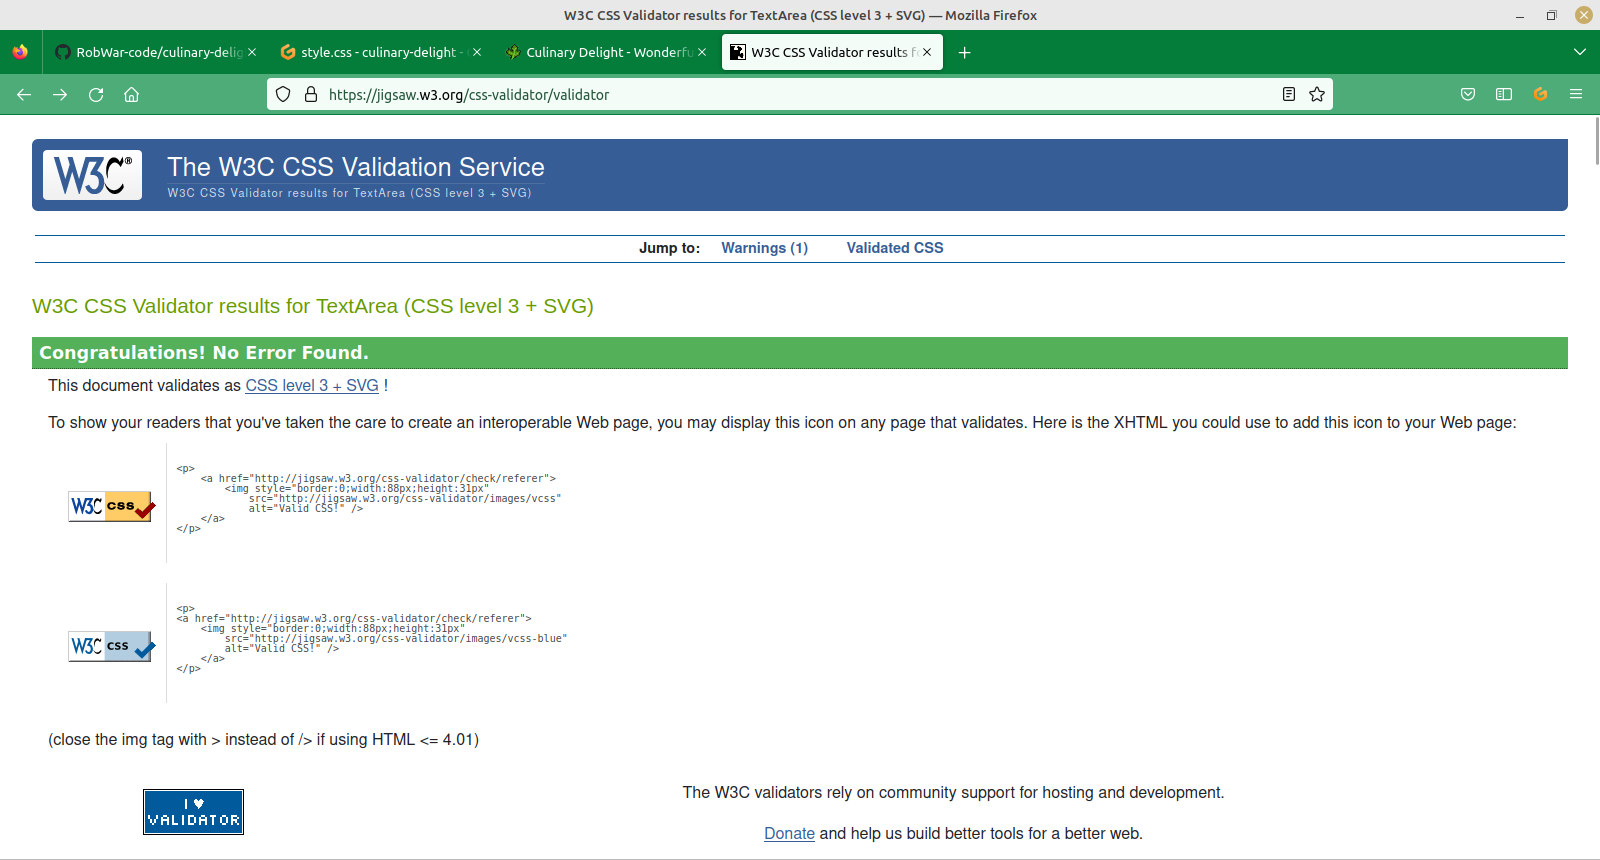 W3C CSS Validator results for TextArea (CSS level 3 + SVG) — Mozilla Firefox
RobWar-code/culinary-delig
style.css - culinary-delight -
Culinary Delight - Wonderfu
W3C CSS Validator results f
https://jigsaw.w3.org/css-validator/validator
W3C®
The W3C CSS Validation Service
W3C CSS Validator results for TextArea (CSS level 3 + SVG)
Jump to: Warnings (1) Validated CSS
W3C CSS Validator results for TextArea (CSS level 3 + SVG)
Congratulations! No Error Found.
This document validates as CSS level 3 + SVG !
To show your readers that you've taken the care to create an interoperable Web page, you may display this icon on any page that validates. Here is the XHTML you could use to add this icon to your Web page:
W3C CSS
<p>
<a href="http://jigsaw.w3.org/css-validator/check/referer">
<img style="border:0;width:88px;height:31px"
src="http://jigsaw.w3.org/css-validator/images/vcss"
alt="Valid CSS!" />
</a>
</p>
W3C CSS
<p>
<a href="http://jigsaw.w3.org/css-validator/check/referer">
<img style="border:0;width:88px;height:31px"
src="http://jigsaw.w3.org/css-validator/images/vcss-blue"
alt="Valid CSS!" />
</a>
</p>
(close the img tag with > instead of /> if using HTML <= 4.01)
I ♥
VALIDATOR
The W3C validators rely on community support for hosting and development.
Donate and help us build better tools for a better web.